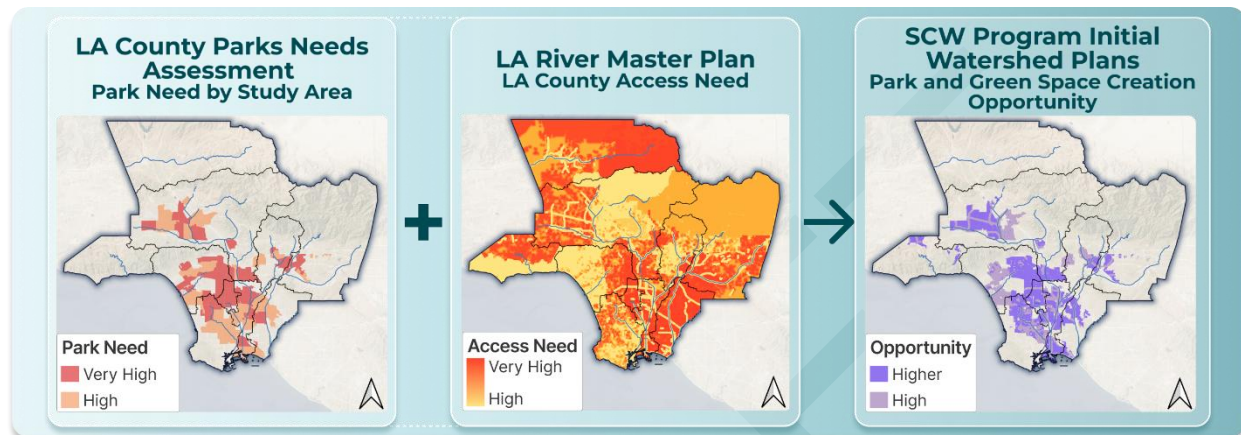 LA County Parks Needs
Assessment
Park Need by Study Area
Park Need
Very High
High
+
LA River Master Plan
LA County Access Need
Access Need
Very High
High
SCW Program Initial
Watershed Plans
Park and Green Space Creation
Opportunity
Opportunity
Higher
High